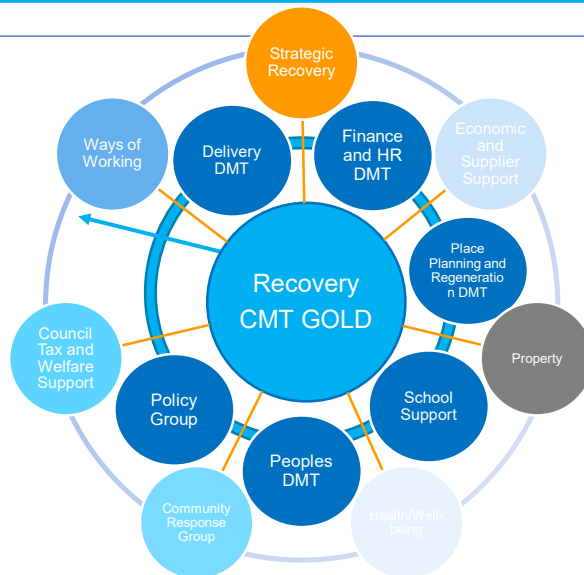 Strategic
Recovery
Ways of
Working
Delivery
DMT
Finance
and HR
DMT
Economic
and
Supplier
Support
Place
Planning and
Regeneratio
n DMT
Recovery
CMT GOLD
Council
Tax and
Welfare
Support
Property
Policy
Group
School
Support
Peoples
DMT
Community
Response
Group
Health/Well-
being